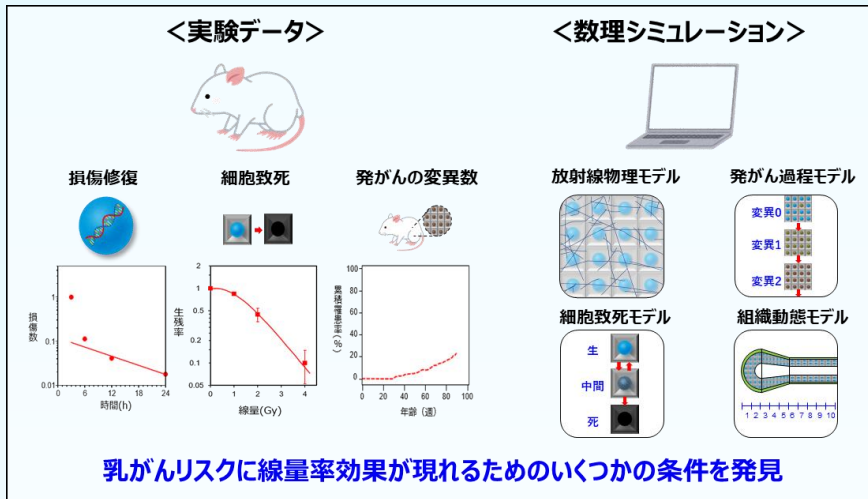 <実験データ>
<数理シミュレーション>
損傷修復
細胞致死
発がんの変異数
損傷数
1
0.1
0.01
0 6 12 18 24
時間(h)
生残率
2
1
0.5
0.2
0.1
0.05
0 1 2 3 4
線量(Gy)
累積罹患率(%)
100
80
60
40
20
0
0 20 40 60 80 100
年齢(週)
放射線物理モデル
発がん過程モデル
変異0
変異1
変異2
細胞致死モデル
生
中間
死
組織動態モデル
1 2 3 4 5 6 7 8 9 10
乳がんリスクに線量率効果が現れるためのいくつかの条件を発見